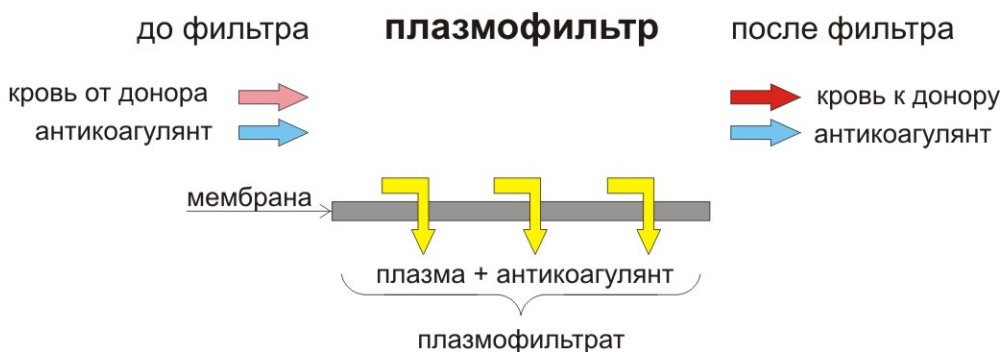 до фильтра плазмофильтр после фильтра
кровь от донора кровь к донору
антикоагулянт антикоагулянт
мембрана
плазма + антикоагулянт
плазмофильтрат